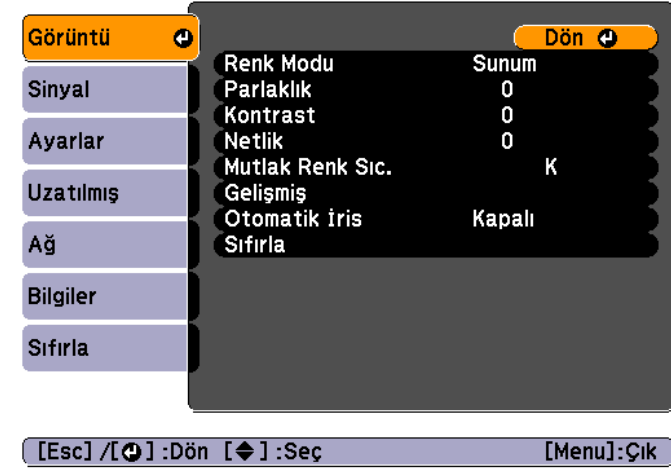 Görüntü
Sinyal
Ayarlar
Uzatılmış
Ağ
Bilgiler
Sıfırla
Dön
Renk Modu Sunum
Parlaklık 0
Kontrast 0
Netlik 0
Mutlak Renk Sıc. K
Gelişmiş
Otomatik İris Kapalı
Sıfırla
[Esc] /[ ] :Dön [ ] :Seç [Menu]:Çık